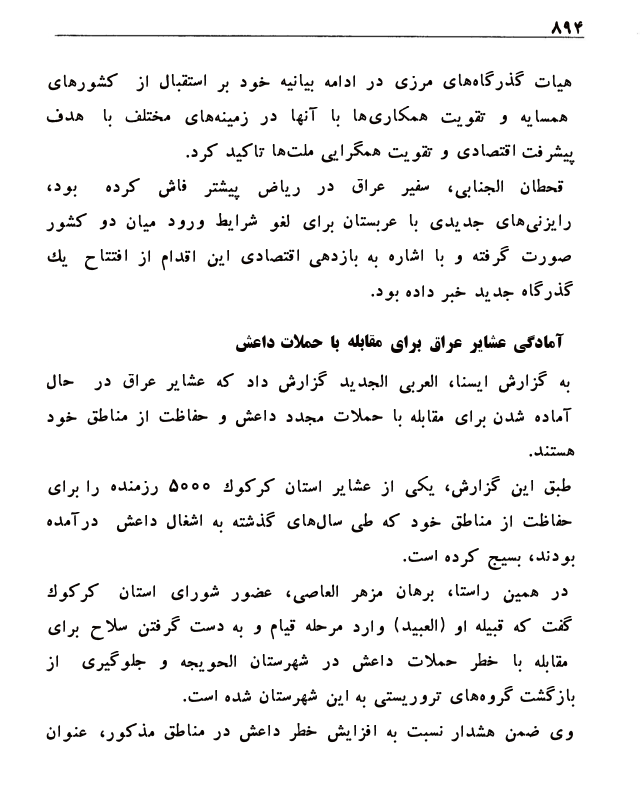 ۸۹۴
هیات گذرگاه‌های مرزی در ادامه بیانیه خود بر استقبال از کشورهای
همسایه و تقویت همکاری‌ها با آنها در زمینه‌های مختلف با هدف
پیشرفت اقتصادی و تقویت همگرایی ملت‌ها تاکید کرد.
قحطان الجنابی، سفیر عراق در ریاض پیشتر فاش کرده بود،
رایزنی‌های جدیدی با عربستان برای لغو شرایط ورود میان دو کشور
صورت گرفته و با اشاره به بازدهی اقتصادی این اقدام از افتتاح یك
گذرگاه جدید خبر داده بود.
آمادگی عشایر عراق برای مقابله با حملات داعش
به گزارش ایسنا، العربی الجدید گزارش داد که عشایر عراق در حال
آماده شدن برای مقابله با حملات مجدد داعش و حفاظت از مناطق خود
هستند.
طبق این گزارش، یکی از عشایر استان کرکوك ۵۰۰۰ رزمنده را برای
حفاظت از مناطق خود که طی سال‌های گذشته به اشغال داعش درآمده
بودند، بسیج کرده است.
در همین راستا، برهان مزهر العاصی، عضور شورای استان کرکوك
گفت که قبیله او (العبید) وارد مرحله قیام و به دست گرفتن سلاح برای
مقابله با خطر حملات داعش در شهرستان الحویجه و جلوگیری از
بازگشت گروه‌های تروریستی به این شهرستان شده است.
وی ضمن هشدار نسبت به افزایش خطر داعش در مناطق مذکور، عنوان